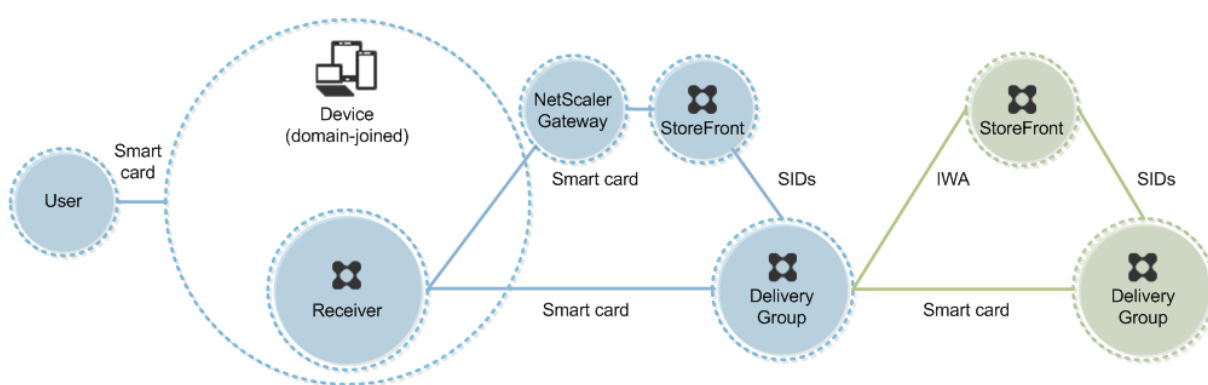 Smart
card
User
Device
(domain-joined)
Receiver
NetScaler
Gateway
StoreFront
Smart card
SIDs
Smart card
Delivery
Group
StoreFront
IWA
SIDs
Smart card
Delivery
Group